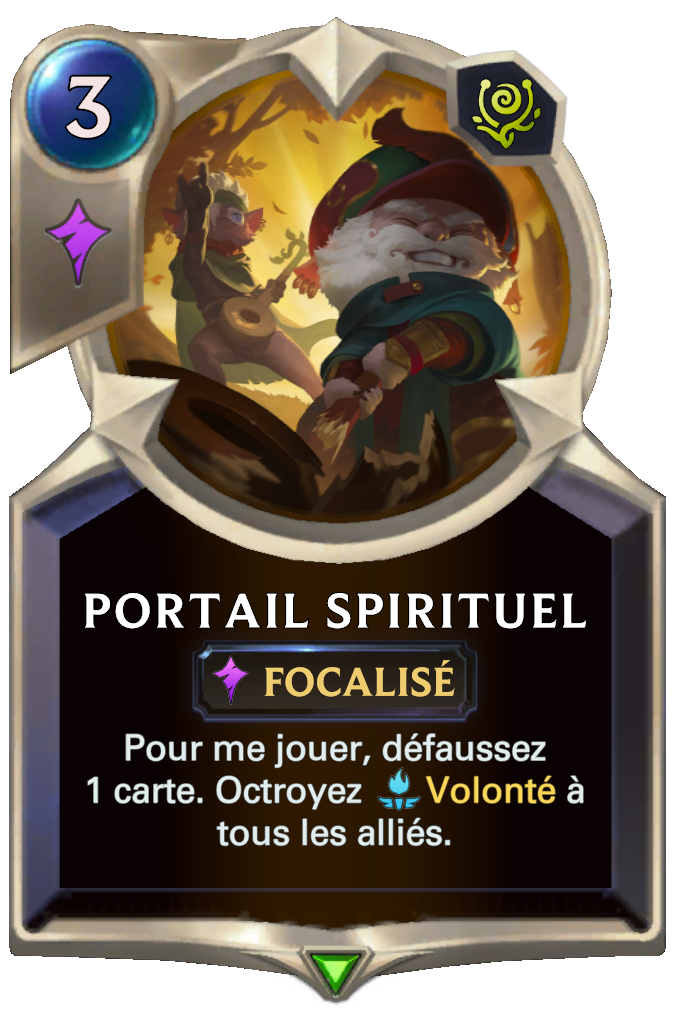 3
PORTAIL SPIRITUEL
FOCALISÉ
Pour me jouer, défaussez
1 carte. Octroyez Volonté à
tous les alliés.